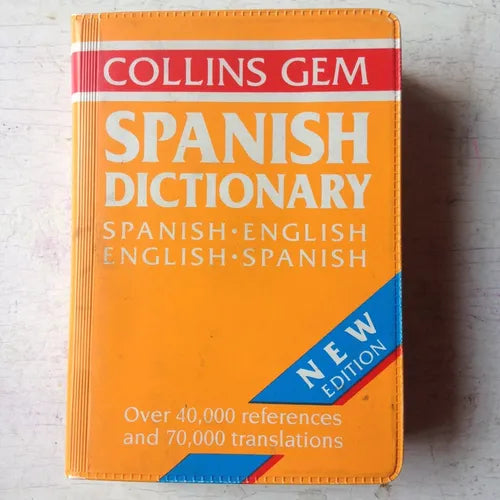 COLLINS GEM
SPANISH
DICTIONARY
SPANISH·ENGLISH
ENGLISH·SPANISH
NEW
EDITION
Over 40,000 references
and 70,000 translations